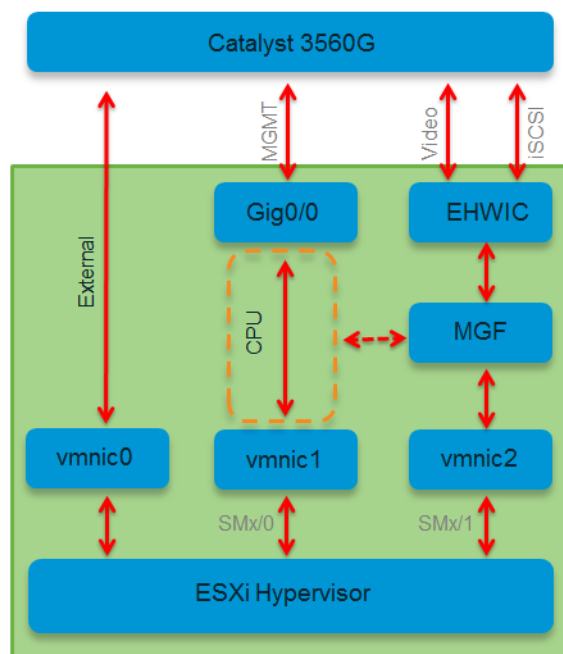 Catalyst 3560G
MGMT
Video
iSCSI
Gig0/0
EHWIC
External
CPU
MGF
vmnic0
vmnic1
vmnic2
SMx/0
SMx/1
ESXi Hypervisor